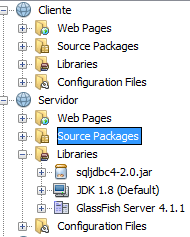 Cliente
Web Pages
Source Packages
Libraries
Configuration Files
Servidor
Web Pages
Source Packages
Libraries
sqljdbc4-2.0.jar
JDK 1.8 (Default)
GlassFish Server 4.1.1
Configuration Files